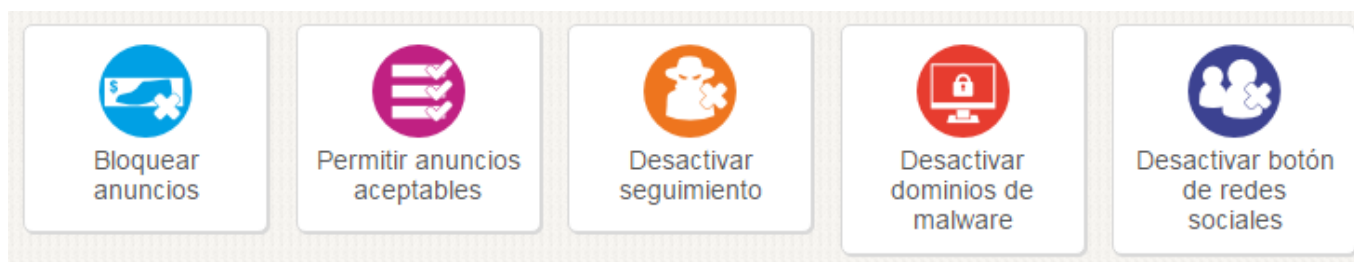 $
Bloquear
anuncios
Permitir anuncios
aceptables
Desactivar
seguimiento
Desactivar
dominios de
malware
Desactivar botón
de redes
sociales